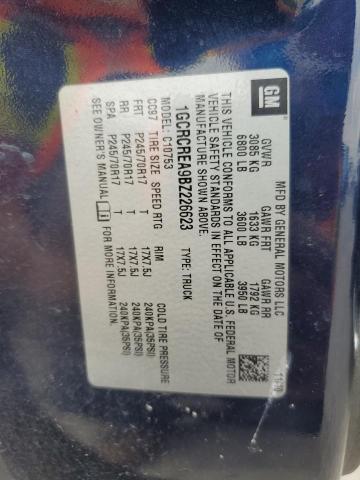 GM
MFD BY GENERAL MOTORS LLC 11/20
GVWR GAWR FRT GAWR RR
3085 KG 1633 KG 1792 KG
6800 LB 3600 LB 3950 LB
THIS VEHICLE CONFORMS TO ALL APPLICABLE U.S. FEDERAL MOTOR
VEHICLE SAFETY STANDARDS IN EFFECT ON THE DATE OF
MANUFACTURE SHOWN ABOVE.
1GCRCREA9BZ226623 TYPE: TRUCK
MODEL: C10753
CC97 TIRE SIZE SPEED RTG RIM COLD TIRE PRESSURE
FRT P245/70R17 T 17X7.5J 240KPA(35PSI)
RR P245/70R17 T 17X7.5J 240KPA(35PSI)
SPA P245/70R17 T 17X7.5J 240KPA(35PSI)
SEE OWNER'S MANUAL i FOR MORE INFORMATION.